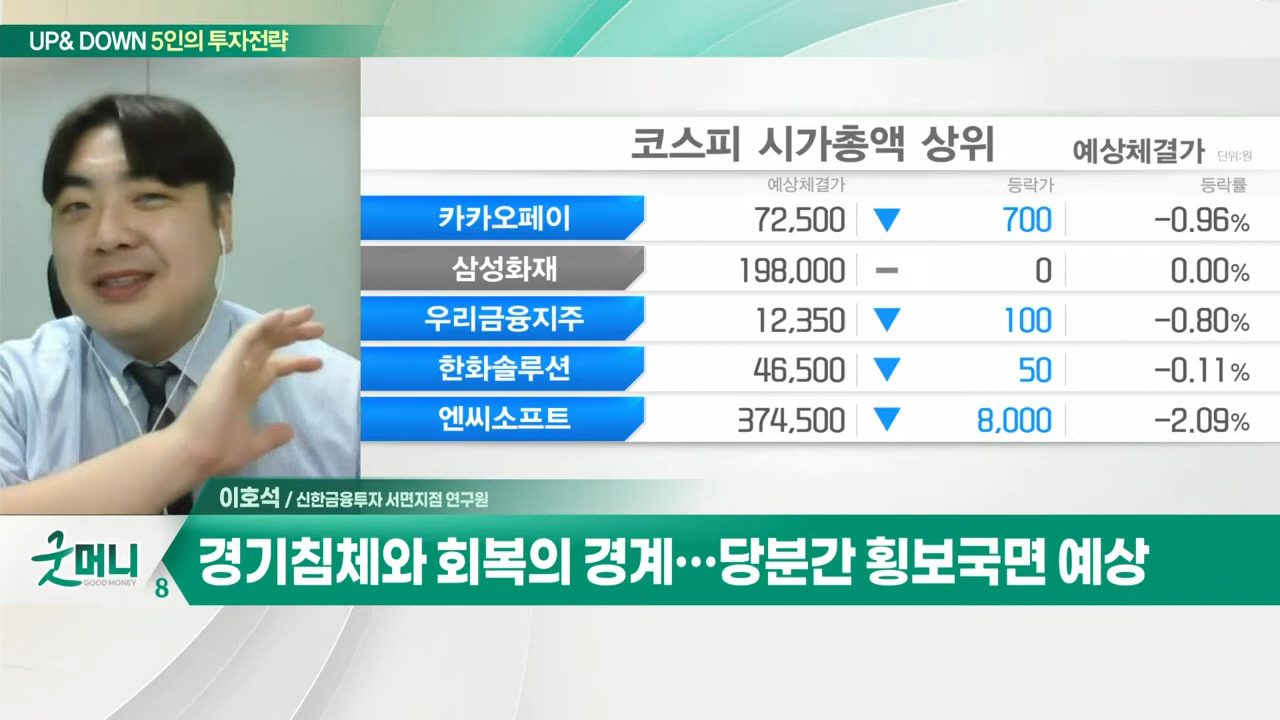 UP& DOWN 5인의 투자전략
코스피 시가총액 상위 예상체결가 단위:원
예상체결가 등락가 등락률
카카오페이 72,500 ▼ 700 -0.96%
삼성화재 198,000 - 0 0.00%
우리금융지주 12,350 ▼ 100 -0.80%
한화솔루션 46,500 ▼ 50 -0.11%
엔씨소프트 374,500 ▼ 8,000 -2.09%
이호석 / 신한금융투자 서면지점 연구원
굿머니
GOOD MONEY
8
경기침체와 회복의 경계…당분간 횡보국면 예상